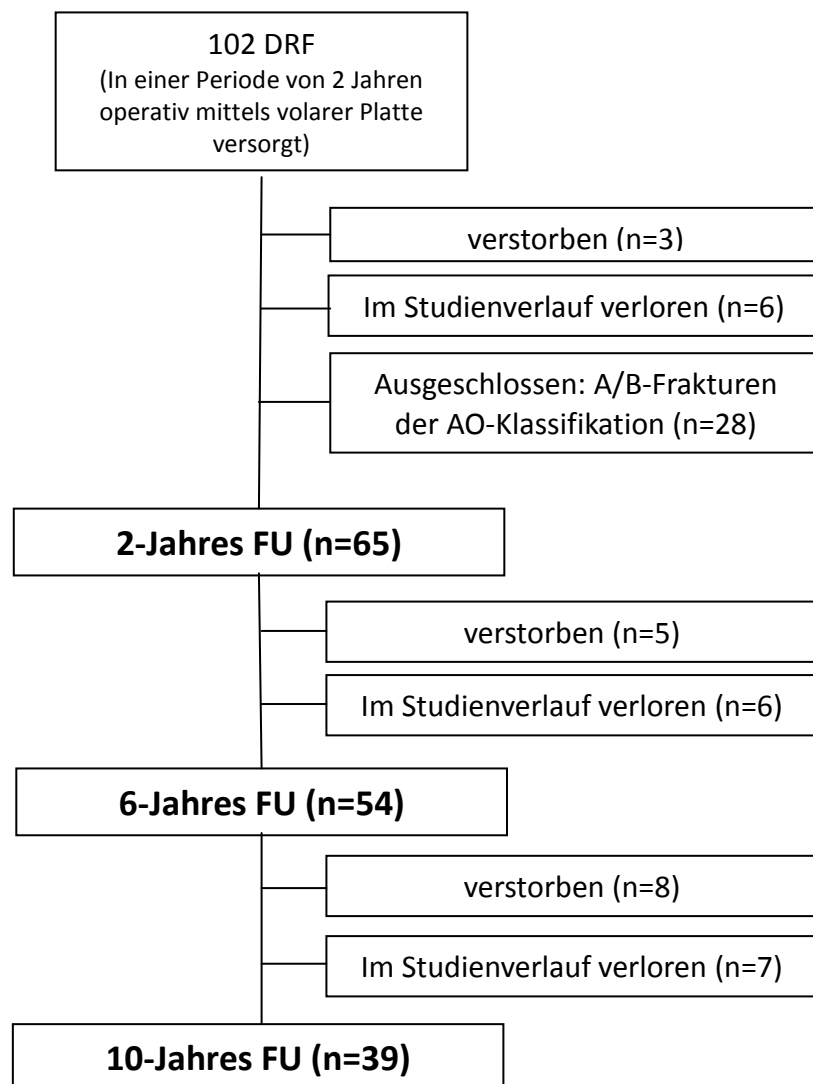 102 DRF
(In einer Periode von 2 Jahren
operativ mittels volarer Platte
versorgt)
verstorben (n=3)
Im Studienverlauf verloren (n=6)
Ausgeschlossen: A/B-Frakturen
der AO-Klassifikation (n=28)
2-Jahres FU (n=65)
verstorben (n=5)
Im Studienverlauf verloren (n=6)
6-Jahres FU (n=54)
verstorben (n=8)
Im Studienverlauf verloren (n=7)
10-Jahres FU (n=39)